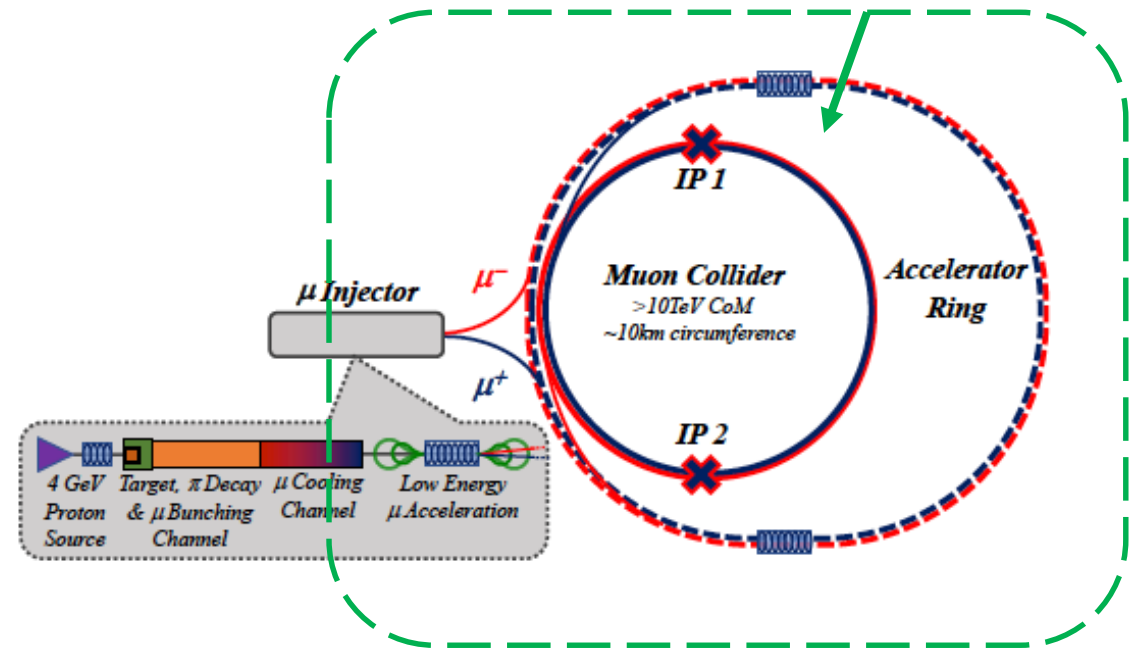 IP 1
μ−
Muon Collider
>10TeV CoM
~10km circumference
Accelerator
Ring
μ Injector
μ+
IP 2
4 GeV
Proton
Source
Target, π Decay
& μ Bunching
Channel
μ Cooling
Channel
Low Energy
μ Acceleration